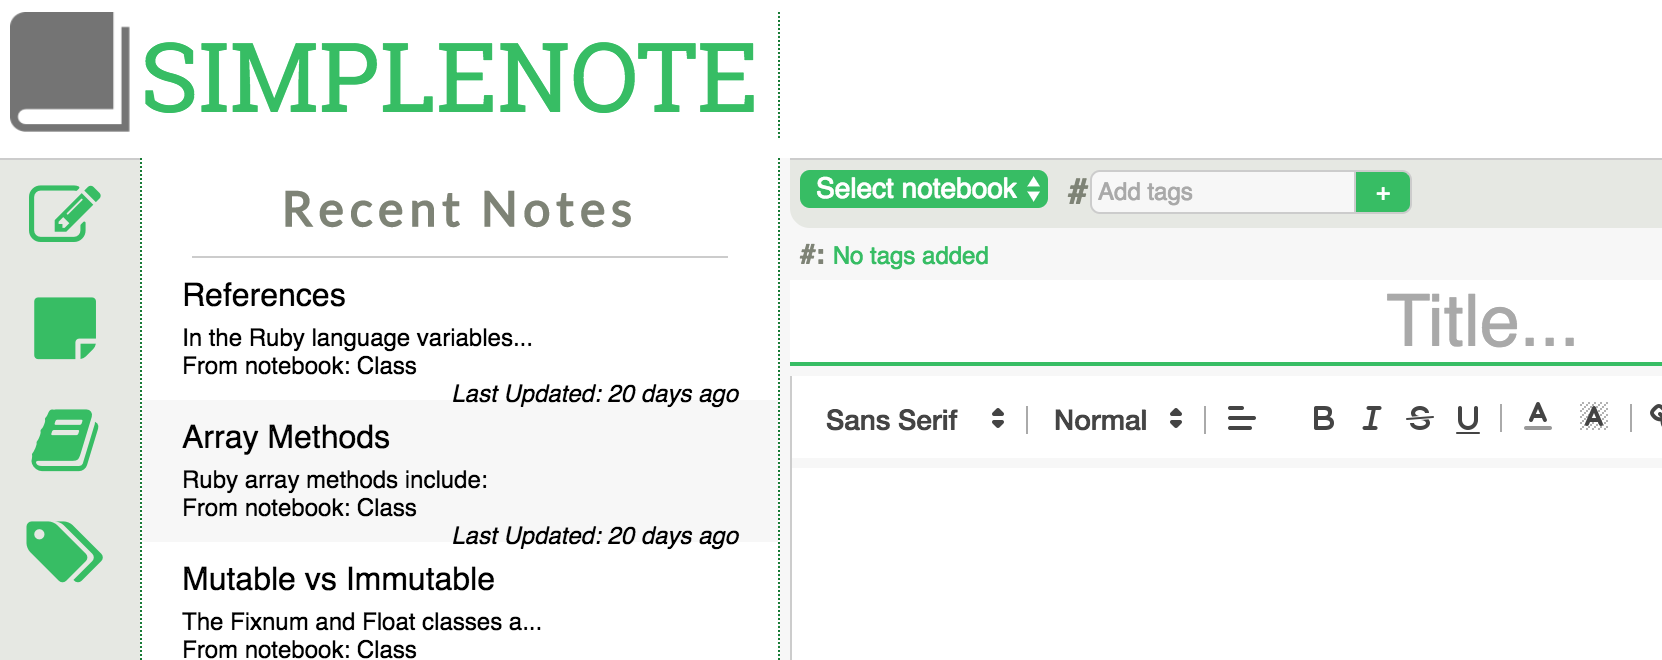 SIMPLENOTE
Recent Notes
References
In the Ruby language variables...
From notebook: Class
Last Updated: 20 days ago
Array Methods
Ruby array methods include:
From notebook: Class
Last Updated: 20 days ago
Mutable vs Immutable
The Fixnum and Float classes a...
From notebook: Class
Select notebook # Add tags +
#: No tags added
Title...
Sans Serif Normal B I S U A A